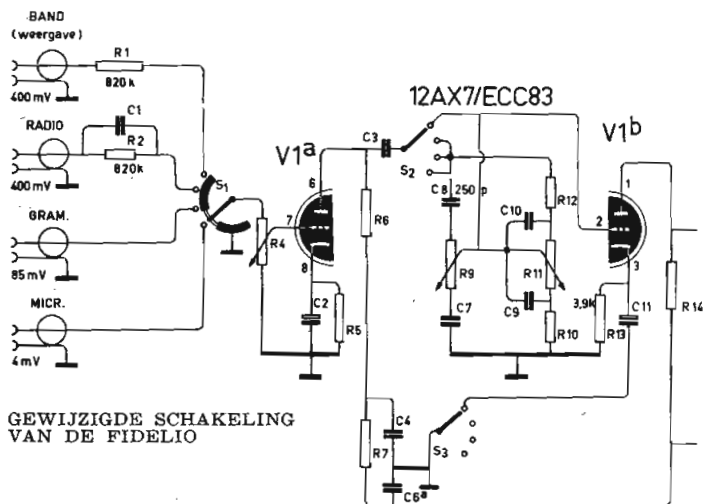 BAND
(weergave)
R1
820k
400mV
C1
RADIO
R2
820k
400mV
S1
GRAM.
85mV
MICR.
4mV
R4
V1a
6
7
8
C2
R5
R6
C3
S2
12AX7/ECC83
C8 250p
R9
C7
C10
C9
R12
R11
R10
V1b
1
2
3
3,9k
R13
C11
R14
R7
C4
C6a
S3
GEWIJZIGDE SCHAKELING
VAN DE FIDELIO